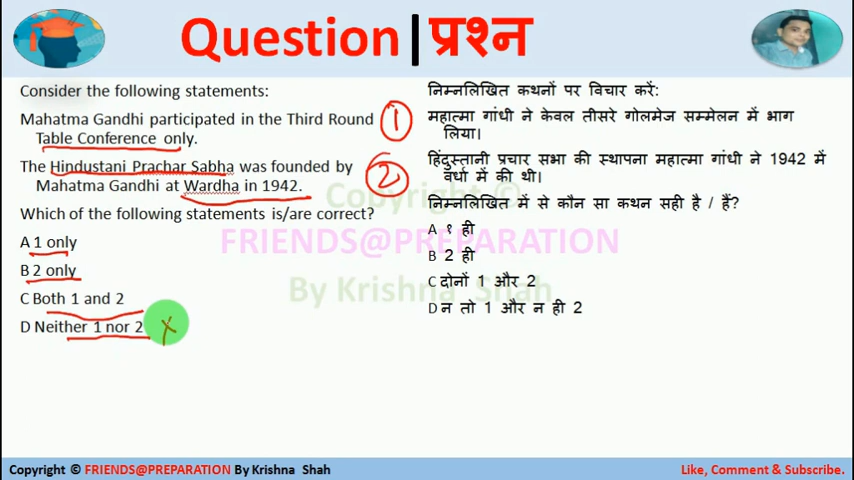 Question|प्रश्न
Consider the following statements:
Mahatma Gandhi participated in the Third Round
Table Conference only.
1
The Hindustani Prachar Sabha was founded by
Mahatma Gandhi at Wardha in 1942.
2
Which of the following statements is/are correct?
A 1 only
B 2 only
C Both 1 and 2
D Neither 1 nor 2
X
निम्नलिखित कथनों पर विचार करें:
महात्मा गांधी ने केवल तीसरे गोलमेज सम्मेलन में भाग
लिया।
हिंदुस्तानी प्रचार सभा की स्थापना महात्मा गांधी ने 1942 में
वर्धा में की थी।
निम्नलिखित में से कौन सा कथन सही है / हैं?
A १ ही
B 2 ही
C दोनों 1 और 2
D न तो 1 और न ही 2
Copyright ©
FRIENDS@PREPARATION
By Krishna Shah
Copyright © FRIENDS@PREPARATION By Krishna Shah
Like, Comment & Subscribe.